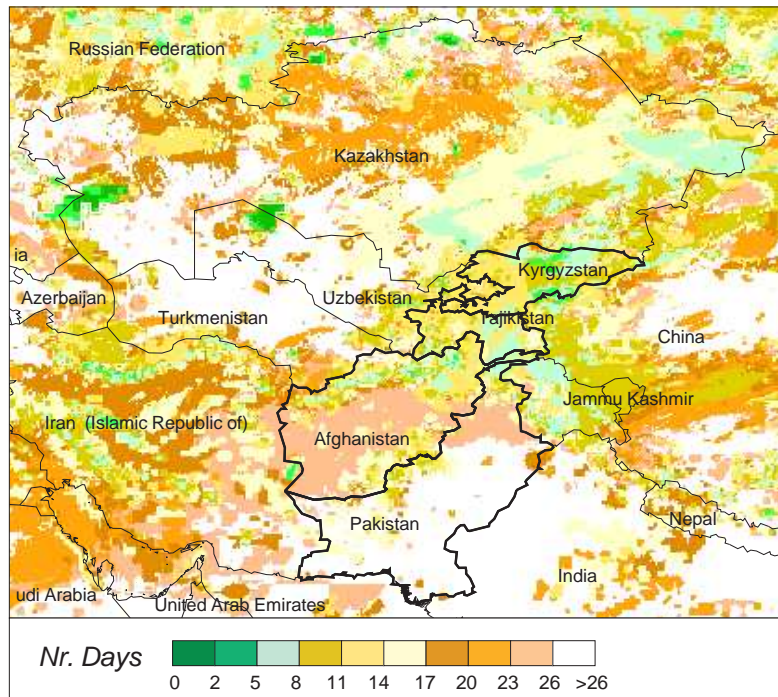 Russian Federation
Kazakhstan
ia
Kyrgyzstan
Azerbaijan
Uzbekistan
Turkmenistan
Tajikistan
China
Jammu Kashmir
Iran (Islamic Republic of)
Afghanistan
Pakistan
Nepal
India
udi Arabia
United Arab Emirates
Nr. Days
0 2 5 8 11 14 17 20 23 26 >26